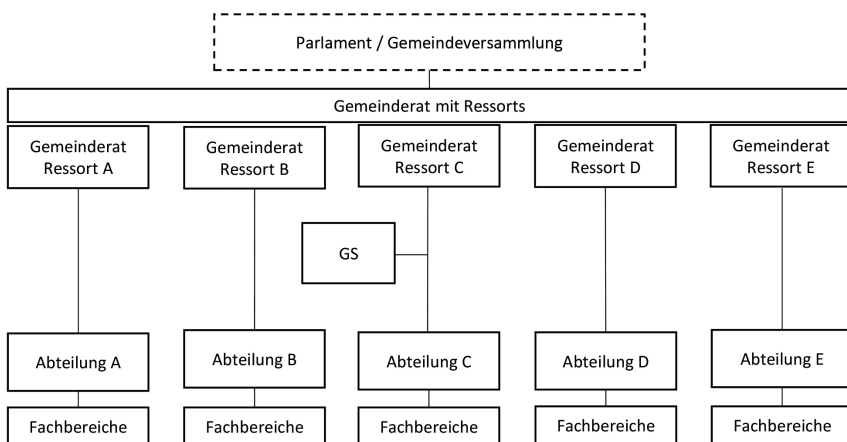 Parlament / Gemeindeversammlung
Gemeinderat mit Ressorts
Gemeinderat
Ressort A
Gemeinderat
Ressort B
Gemeinderat
Ressort C
Gemeinderat
Ressort D
Gemeinderat
Ressort E
GS
Abteilung A
Abteilung B
Abteilung C
Abteilung D
Abteilung E
Fachbereiche
Fachbereiche
Fachbereiche
Fachbereiche
Fachbereiche